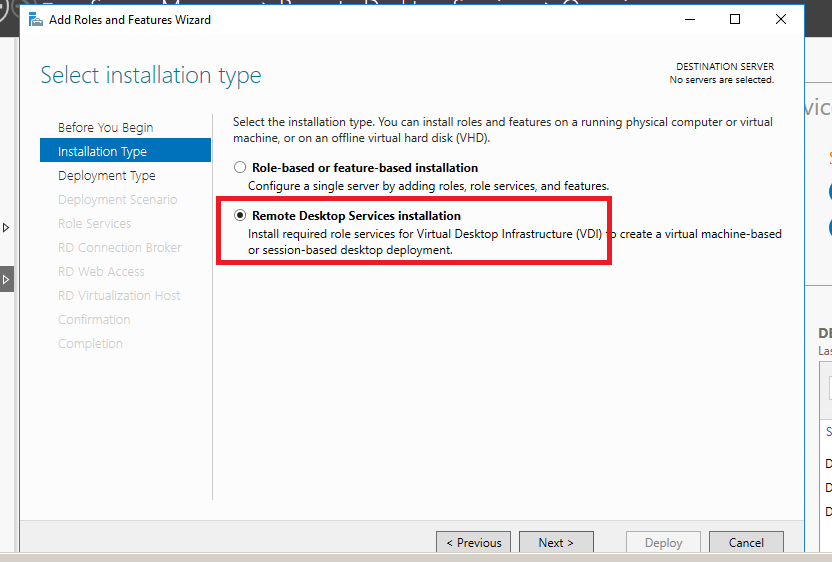 Add Roles and Features Wizard
Select installation type
DESTINATION SERVER
No servers are selected.
Before You Begin
Installation Type
Deployment Type
Deployment Scenario
Role Services
RD Connection Broker
RD Web Access
RD Virtualization Host
Confirmation
Completion
Select the installation type. You can install roles and features on a running physical computer or virtual
machine, or on an offline virtual hard disk (VHD).
Role-based or feature-based installation
Configure a single server by adding roles, role services, and features.
Remote Desktop Services installation
Install required role services for Virtual Desktop Infrastructure (VDI) to create a virtual machine-based
or session-based desktop deployment.
< Previous
Next >
Deploy
Cancel